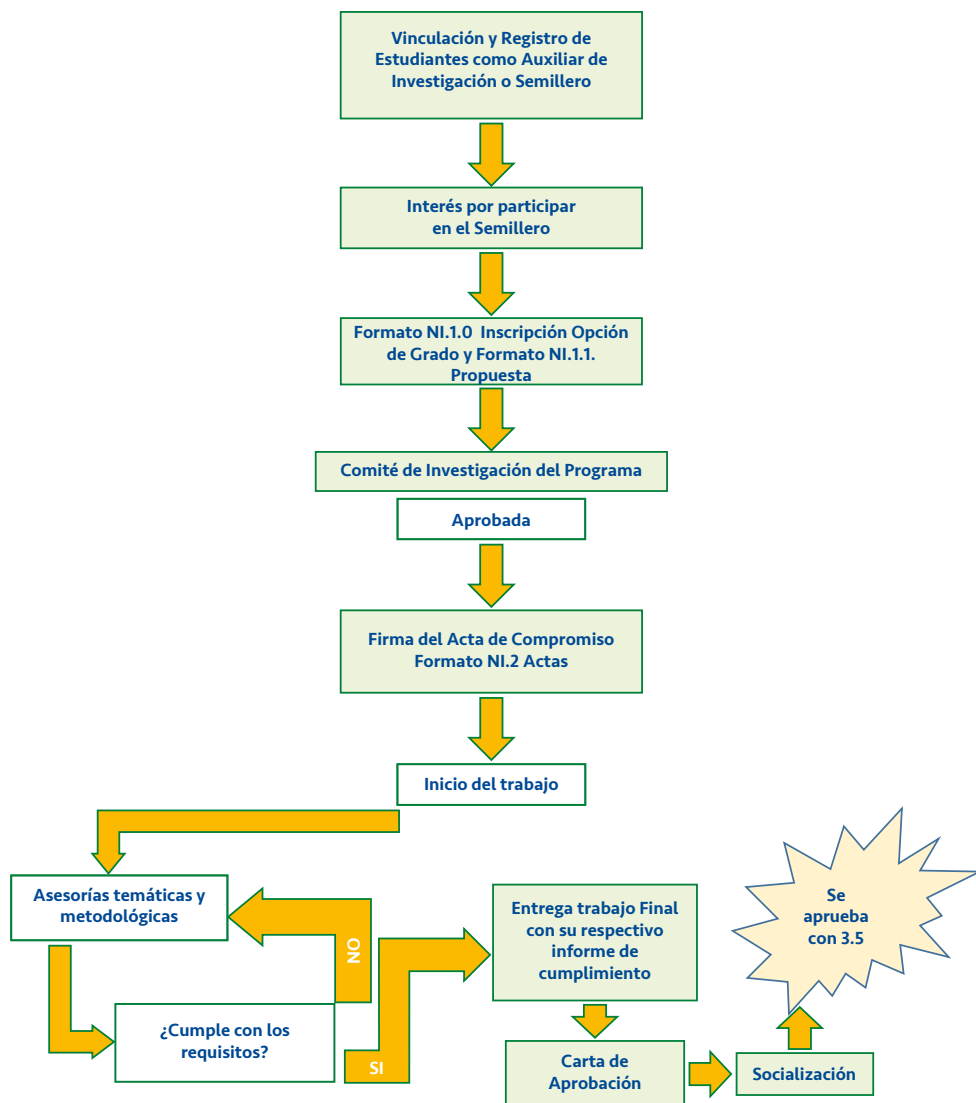 Vinculación y Registro de
Estudiantes como Auxiliar de
Investigación o Semillero
Interés por participar
en el Semillero
Formato NI.1.0 Inscripción Opción
de Grado y Formato NI.1.1.
Propuesta
Comité de Investigación del Programa
Aprobada
Firma del Acta de Compromiso
Formato NI.2 Actas
Inicio del trabajo
Asesorías temáticas y
metodológicas
¿Cumple con los
requisitos?
NO
SI
Entrega trabajo Final
con su respectivo
informe de
cumplimiento
Carta de
Aprobación
Socialización
Se
aprueba
con 3.5